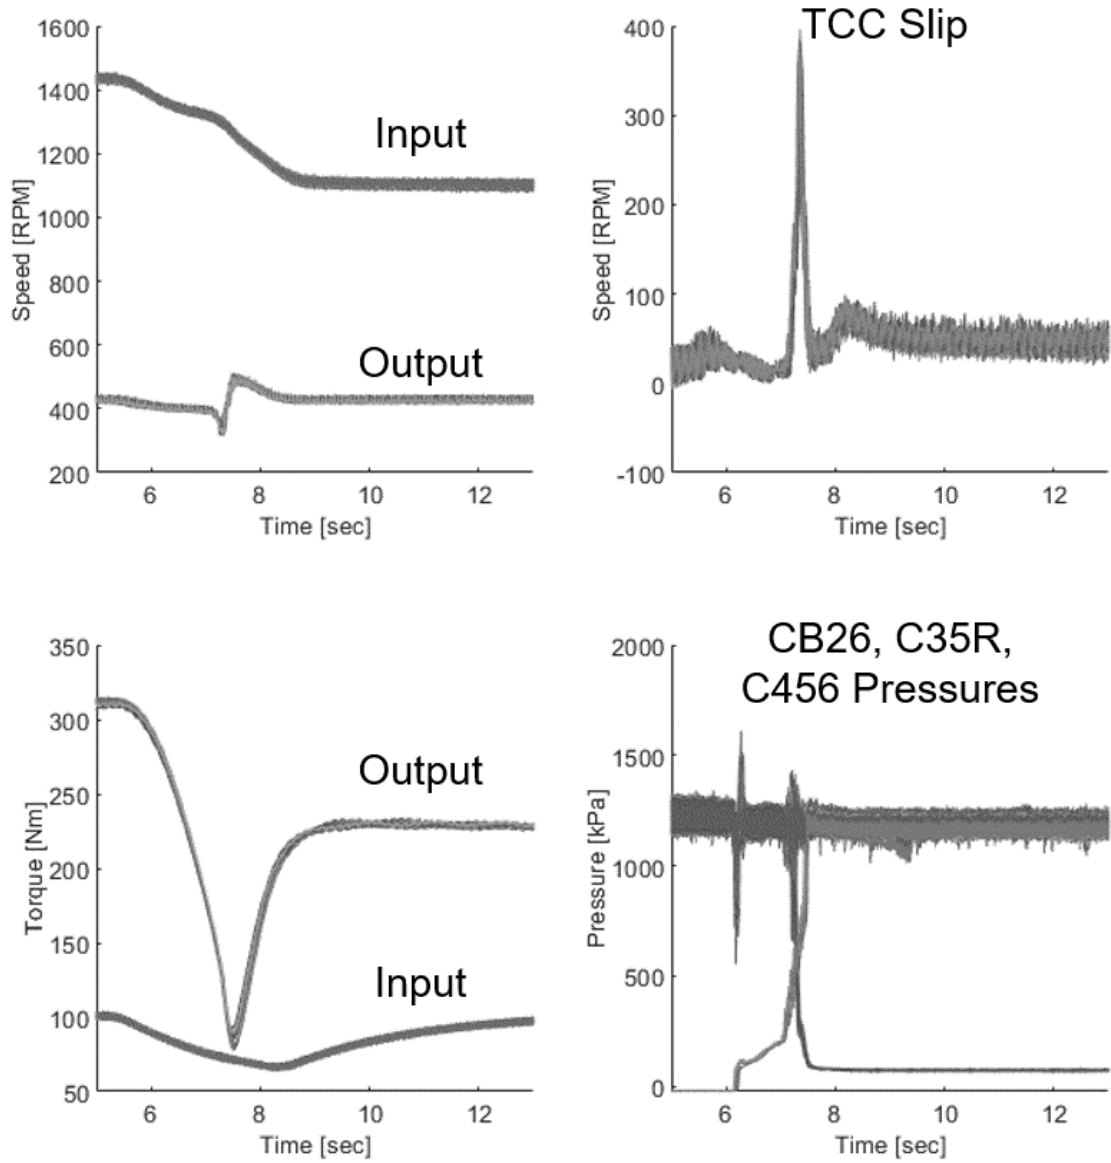 1600
1400
1200
1000
800
600
400
200
Speed [RPM]
Input
Output
6 8 10 12
Time [sec]
TCC Slip
400
300
200
100
0
-100
Speed [RPM]
6 8 10 12
Time [sec]
350
300
250
200
150
100
50
Torque [Nm]
Output
Input
6 8 10 12
Time [sec]
CB26, C35R,
C456 Pressures
2000
1500
1000
500
0
Pressure [kPa]
6 8 10 12
Time [sec]